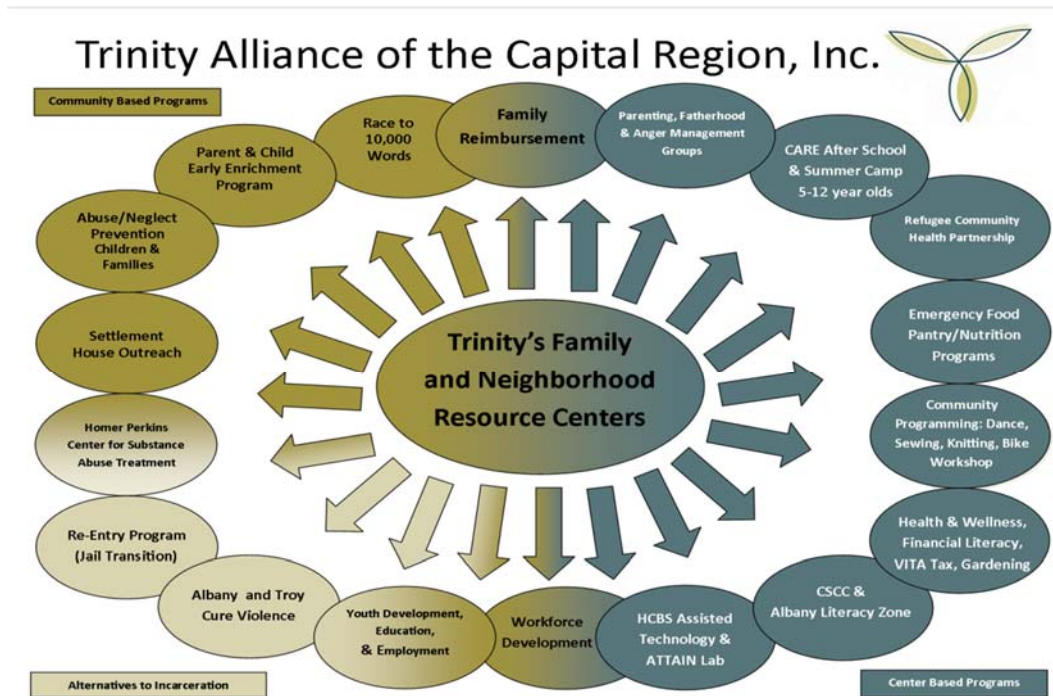 Trinity Alliance of the Capital Region, Inc.
Community Based Programs
Race to
10,000
Words
Family
Reimbursement
Parenting, Fatherhood
& Anger Management
Groups
Parent & Child
Early Enrichment
Program
CARE After School
& Summer Camp
5-12 year olds
Abuse/Neglect
Prevention
Children &
Families
Refugee Community
Health Partnership
Settlement
House Outreach
Trinity's Family
and Neighborhood
Resource Centers
Emergency Food
Pantry/Nutrition
Programs
Homer Perkins
Center for Substance
Abuse Treatment
Community
Programming: Dance,
Sewing, Knitting, Bike
Workshop
Re-Entry Program
(Jail Transition)
Health & Wellness,
Financial Literacy,
VITA Tax, Gardening
Albany and Troy
Cure Violence
Youth Development,
Education,
& Employment
Workforce
Development
HCBS Assisted
Technology &
ATTAIN Lab
CSCC &
Albany Literacy Zone
Alternatives to Incarceration
Center Based Programs